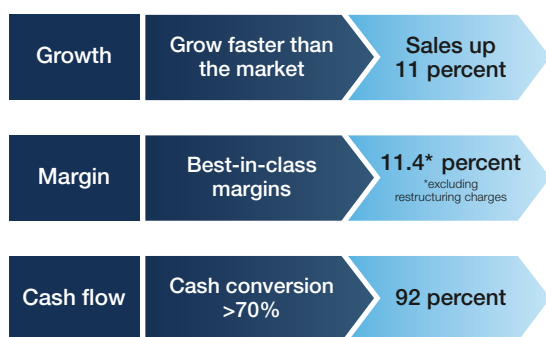 Growth
Grow faster than
the market
Sales up
11 percent
Margin
Best-in-class
margins
11.4* percent
*excluding
restructuring charges
Cash flow
Cash conversion
>70%
92 percent